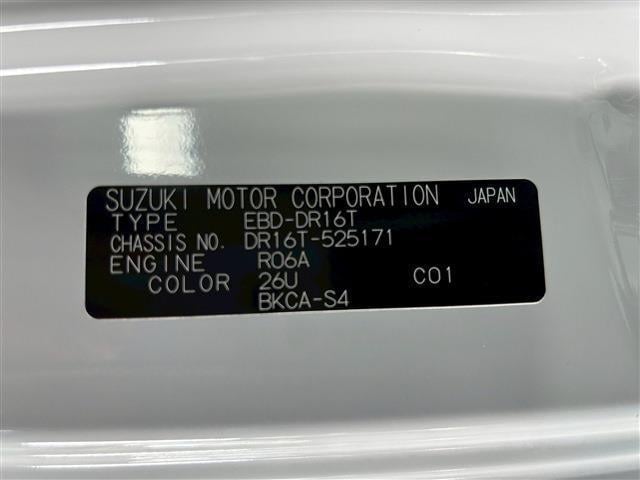 SUZUKI MOTOR CORPORATION JAPAN
TYPE EBD-DR16T
CHASSIS NO. DR16T-525171
ENGINE R06A
COLOR 26U C01
BKCA-S4